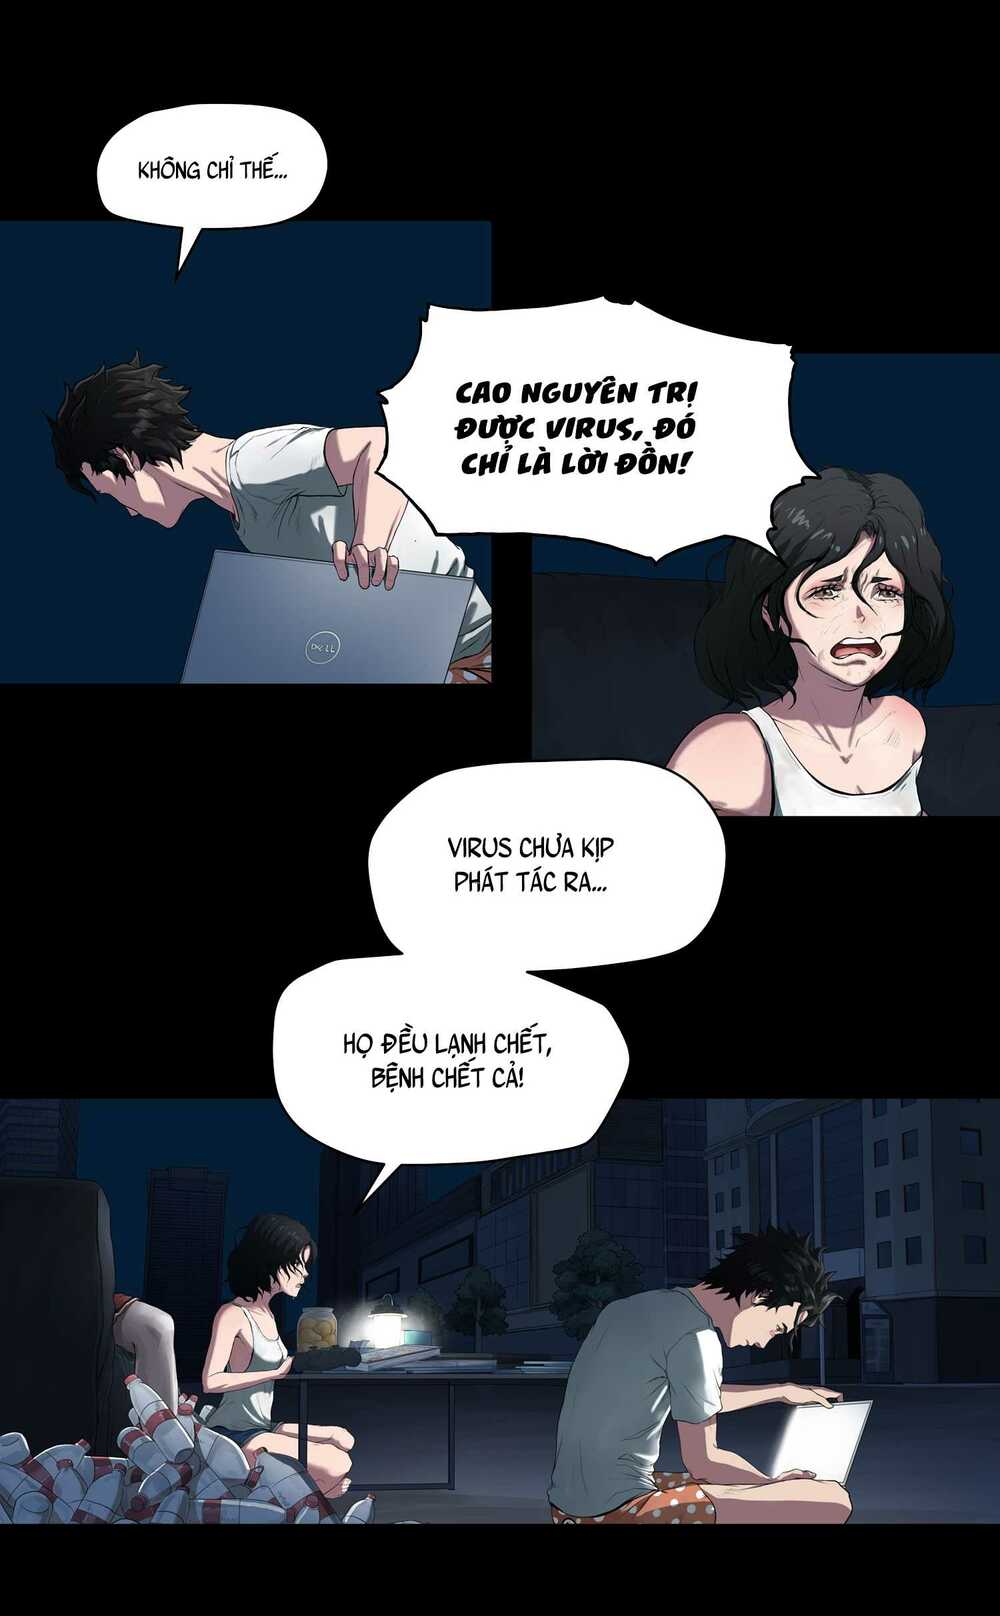 KHÔNG CHỈ THẾ...
CAO NGUYÊN TRỊ
ĐƯỢC VIRUS, ĐÓ
CHỈ LÀ LỜI ĐỒN!
DELL
VIRUS CHƯA KỊP
PHÁT TÁC RA...
HỌ ĐỀU LẠNH CHẾT,
BỆNH CHẾT CẢ!